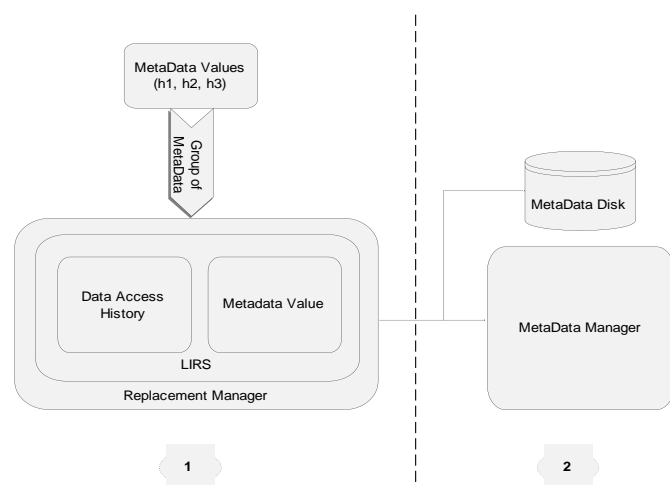 MetaData Values
(h1, h2, h3)
Group of
MetaData
MetaData Disk
Data Access
History
Metadata Value
MetaData Manager
LIRS
Replacement Manager
1
2